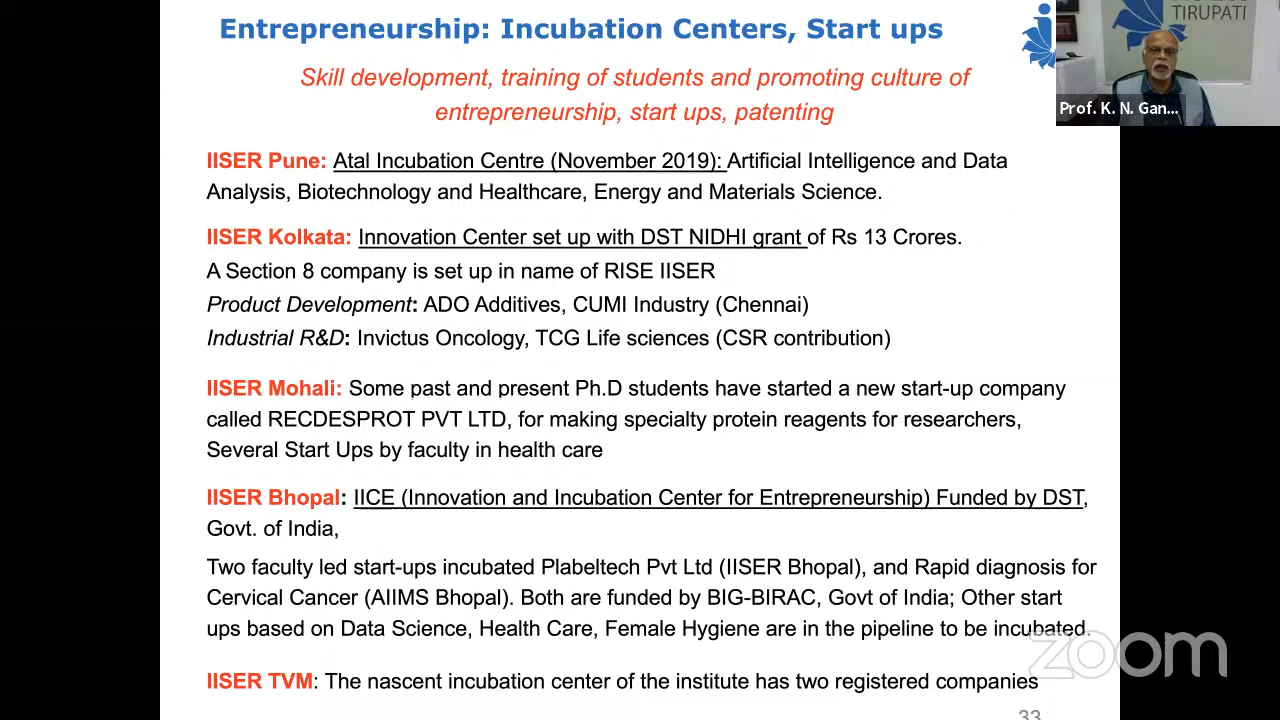 Entrepreneurship: Incubation Centers, Start ups
TIRUPATI
Prof. K. N. Gan...
Skill development, training of students and promoting culture of
entrepreneurship, start ups, patenting
IISER Pune: Atal Incubation Centre (November 2019): Artificial Intelligence and Data
Analysis, Biotechnology and Healthcare, Energy and Materials Science.
IISER Kolkata: Innovation Center set up with DST NIDHI grant of Rs 13 Crores.
A Section 8 company is set up in name of RISE IISER
Product Development: ADO Additives, CUMI Industry (Chennai)
Industrial R&D: Invictus Oncology, TCG Life sciences (CSR contribution)
IISER Mohali: Some past and present Ph.D students have started a new start-up company
called RECDESPROT PVT LTD, for making specialty protein reagents for researchers,
Several Start Ups by faculty in health care
IISER Bhopal: IICE (Innovation and Incubation Center for Entrepreneurship) Funded by DST,
Govt. of India,
Two faculty led start-ups incubated Plabeltech Pvt Ltd (IISER Bhopal), and Rapid diagnosis for
Cervical Cancer (AIIMS Bhopal). Both are funded by BIG-BIRAC, Govt of India; Other start
ups based on Data Science, Health Care, Female Hygiene are in the pipeline to be incubated.
zoom
IISER TVM: The nascent incubation center of the institute has two registered companies
33